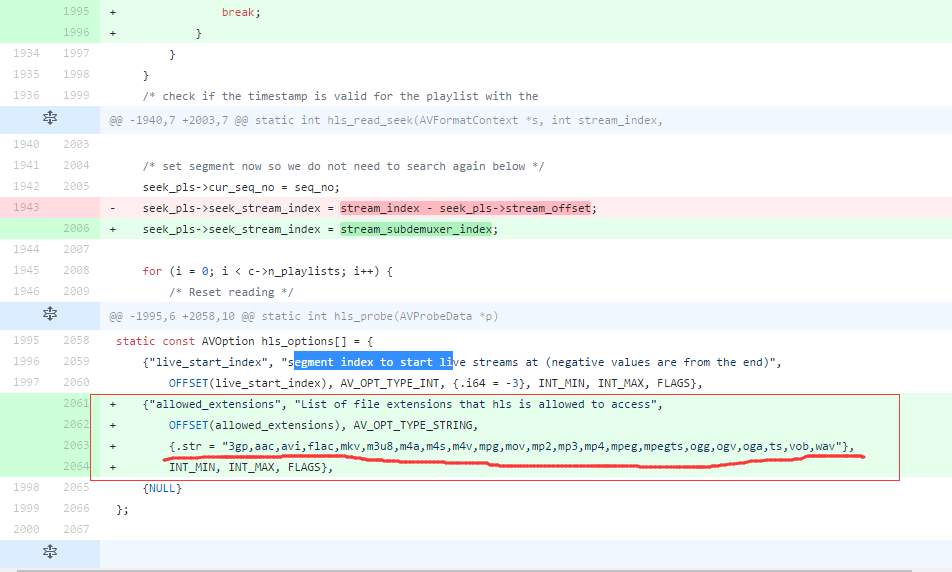 1995 + break;
1996 + }
1934 1997 }
1935 1998 }
1936 1999 /* check if the timestamp is valid for the playlist with the
@@ -1940,7 +2003,7 @@ static int hls_read_seek(AVFormatContext *s, int stream_index,
1940 2003
1941 2004 /* set segment now so we do not need to search again below */
1942 2005 seek_pls->cur_seq_no = seq_no;
1943 - seek_pls->seek_stream_index = stream_index - seek_pls->stream_offset;
2006 + seek_pls->seek_stream_index = stream_subdemuxer_index;
1944 2007
1945 2008 for (i = 0; i < c->n_playlists; i++) {
1946 2009 /* Reset reading */
@@ -1995,6 +2058,10 @@ static int hls_probe(AVProbeData *p)
1995 2058 static const AVOption hls_options[] = {
1996 2059 {"live_start_index", "segment index to start live streams at (negative values are from the end)",
1997 2060 OFFSET(live_start_index), AV_OPT_TYPE_INT, {.i64 = -3}, INT_MIN, INT_MAX, FLAGS},
2061 + {"allowed_extensions", "List of file extensions that hls is allowed to access",
2062 + OFFSET(allowed_extensions), AV_OPT_TYPE_STRING,
2063 + {.str = "3gp,aac,avi,flac,mkv,m3u8,m4a,m4s,m4v,mpg,mov,mp2,mp3,mp4,mpeg,mpegts,ogg,ogv,oga,ts,vob,wav"},
2064 + INT_MIN, INT_MAX, FLAGS},
1998 2065 {NULL}
1999 2066 };
2000 2067